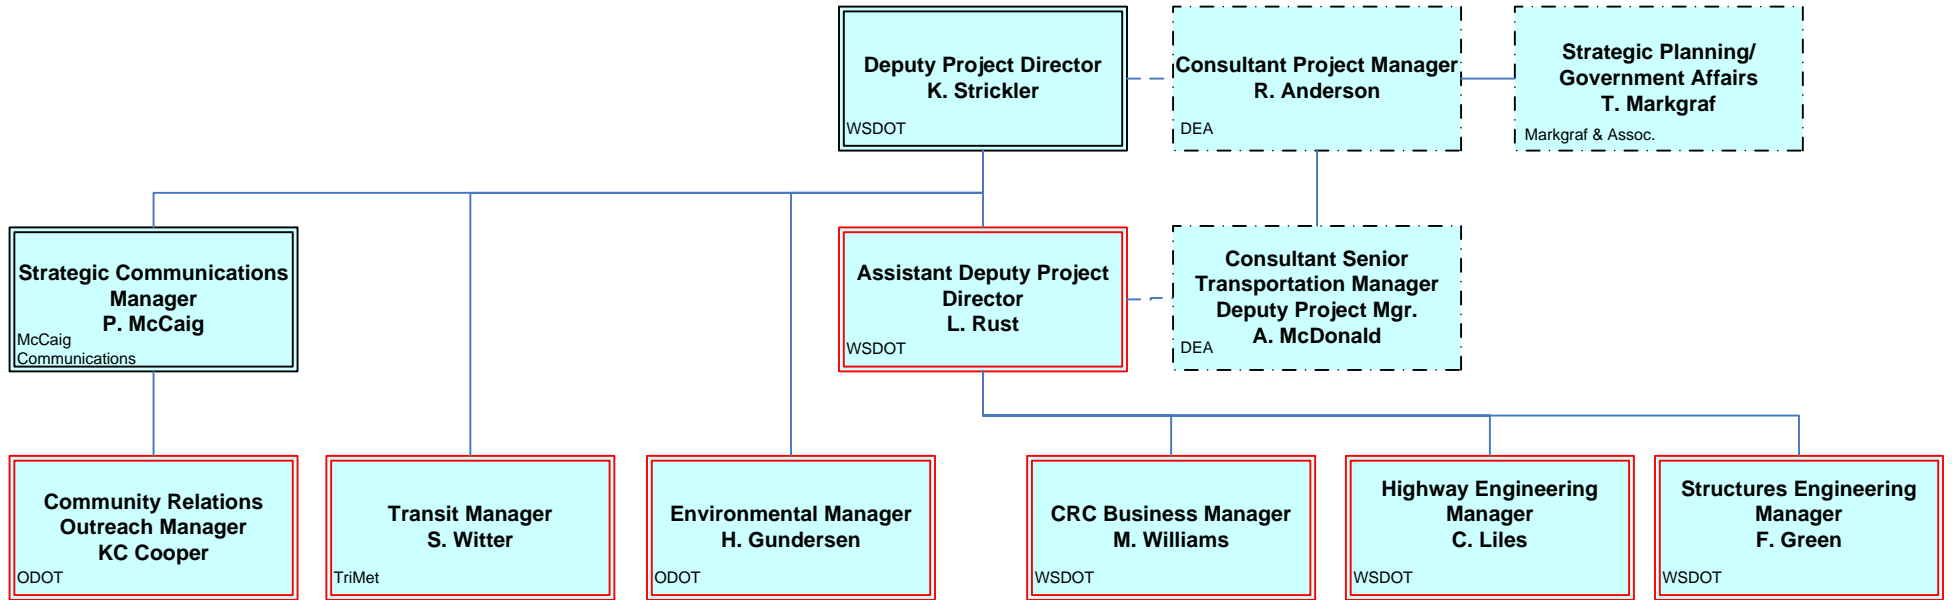 Deputy Project Director
K. Strickler
WSDOT
Consultant Project Manager
R. Anderson
DEA
Strategic Planning/
Government Affairs
T. Markgraf
Markgraf & Assoc.
Strategic Communications
Manager
P. McCaig
McCaig
Communications
Assistant Deputy Project
Director
L. Rust
WSDOT
Consultant Senior
Transportation Manager
Deputy Project Mgr.
A. McDonald
DEA
Community Relations
Outreach Manager
KC Cooper
ODOT
Transit Manager
S. Witter
TriMet
Environmental Manager
H. Gundersen
ODOT
CRC Business Manager
M. Williams
WSDOT
Highway Engineering
Manager
C. Liles
WSDOT
Structures Engineering
Manager
F. Green
WSDOT